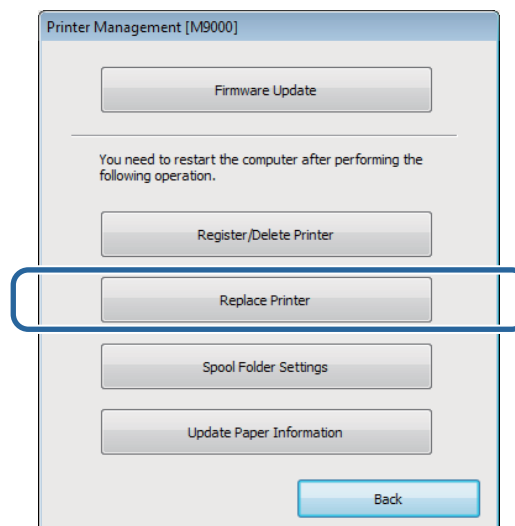 Printer Management [M9000]
Firmware Update
You need to restart the computer after performing the
following operation.
Register/Delete Printer
Replace Printer
Spool Folder Settings
Update Paper Information
Back